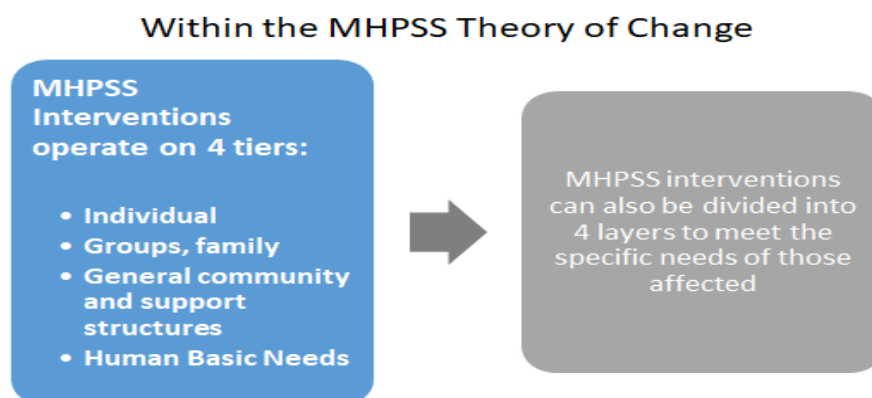 Within the MHPSS Theory of Change
MHPSS
Interventions
operate on 4 tiers:
• Individual
• Groups, family
• General community
and support
structures
• Human Basic Needs
MHPSS interventions
can also be divided into
4 layers to meet the
specific needs of those
affected